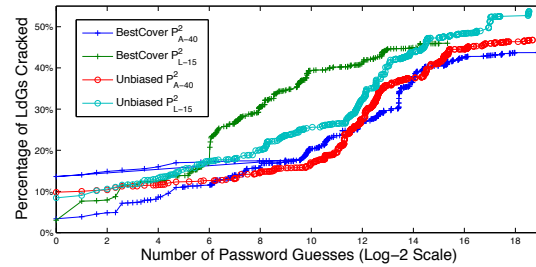 60%
50%
40%
30%
20%
10%
0%
0 2 4 6 8 10 12 14 16 18
Percentage of LdGs Cracked
Number of Password Guesses (Log−2 Scale)
BestCover P²A−40
BestCover P²L−15
Unbiased P²A−40
Unbiased P²L−15